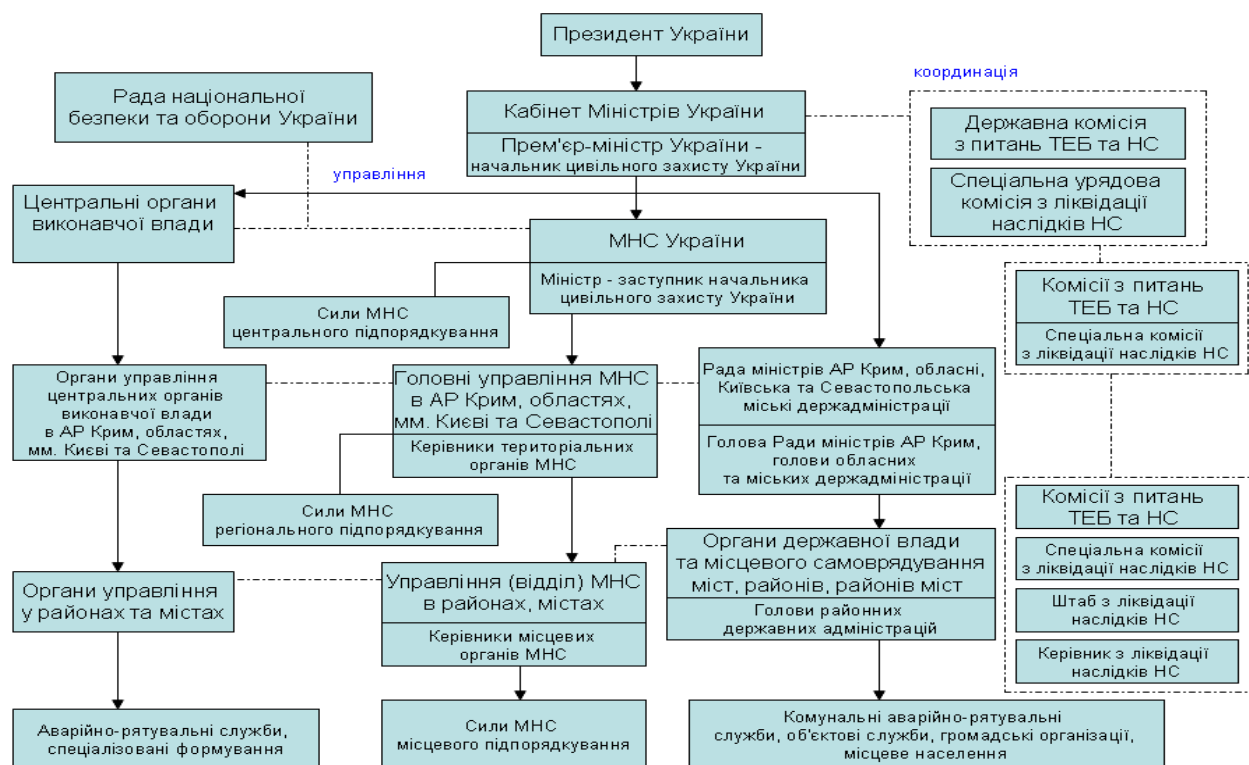 Президент України
координація
Рада національної
безпеки та оборони України
Кабінет Міністрів України
Прем'єр-міністр України -
начальник цивільного захисту України
Державна комісія
з питань ТЕБ та НС
Спеціальна урядова
комісія з ліквідації
наслідків НС
управління
Центральні органи
виконавчої влади
МНС України
Міністр - заступник начальника
цивільного захисту України
Сили МНС
центрального підпорядкування
Комісії з питань
ТЕБ та НС
Спеціальна комісії
з ліквідації наслідків НС
Органи управління
центральних органів
виконавчої влади
в АР Крим, областях,
мм. Києві та Севастополі
Головні управління МНС
в АР Крим, областях,
мм. Києві та Севастополі
Керівники територіальних
органів МНС
Рада міністрів АР Крим, обласні,
Київська та Севастопольська
міські держадміністрації
Голова Ради міністрів АР Крим,
голови обласних
та міських держадміністрації
Сили МНС
регіонального підпорядкування
Комісії з питань
ТЕБ та НС
Спеціальна комісії
з ліквідації наслідків НС
Штаб з ліквідації
наслідків НС
Керівник з ліквідації
наслідків НС
Органи управління
у районах та містах
Управління (відділ) МНС
в районах, містах
Керівники місцевих
органів МНС
Органи державної влади
та місцевого самоврядування
міст, районів, районів міст
Голови районних
державних адміністрацій
Аварійно-рятувальні служби,
спеціалізовані формування
Сили МНС
місцевого підпорядкування
Комунальні аварійно-рятувальні
служби, об'єктові служби, громадські організації,
місцеве населення